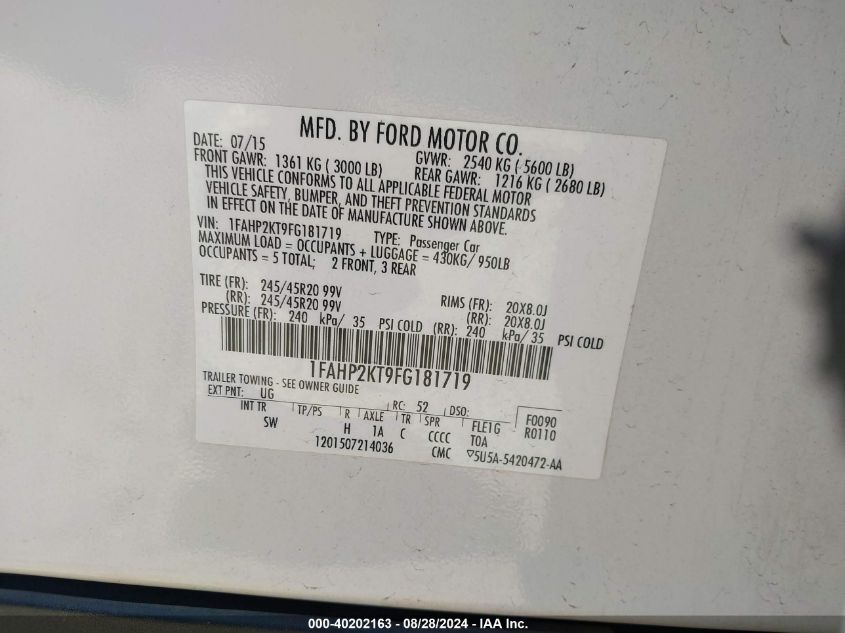 MFD. BY FORD MOTOR CO.
DATE: 07/15 GVWR: 2540 KG ( 5600 LB)
FRONT GAWR: 1361 KG ( 3000 LB) REAR GAWR: 1216 KG ( 2680 LB)
THIS VEHICLE CONFORMS TO ALL APPLICABLE FEDERAL MOTOR
VEHICLE SAFETY, BUMPER, AND THEFT PREVENTION STANDARDS
IN EFFECT ON THE DATE OF MANUFACTURE SHOWN ABOVE.
VIN: 1FAHP2KT9FG181719 TYPE: Passenger Car
MAXIMUM LOAD = OCCUPANTS + LUGGAGE = 430KG/ 950LB
OCCUPANTS = 5 TOTAL; 2 FRONT, 3 REAR
TIRE (FR): 245/45R20 99V RIMS (FR): 20X8.0J
(RR): 245/45R20 99V (RR): 20X8.0J
PRESSURE (FR): 240 kPa/ 35 PSI COLD (RR): 240 kPa/ 35 PSI COLD
1FAHP2KT9FG181719
TRAILER TOWING - SEE OWNER GUIDE
EXT PNT: UG RC: 52 DSO: F0090
INT TR TP/PS R AXLE TR SPR FLE1G R0110
SW H 1A C CCCC TOA
1201507214036 CMC ▽5U5A-5420472-AA
000-40202163 - 08/28/2024 - IAA Inc.